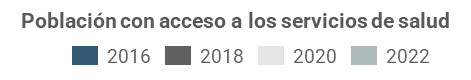 Población con acceso a los servicios de salud
2016 2018 2020 2022